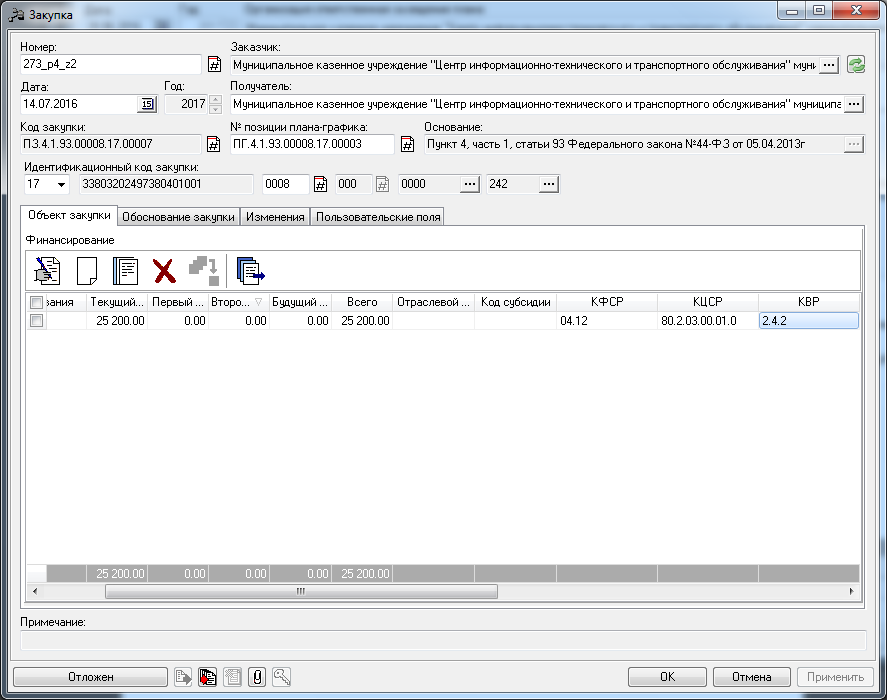 Закупка
Номер:
Заказчик:
273_p4_z2
Муниципальное казенное учреждение "Центр информационно-технического и транспортного обслуживания" муни
...
Дата:
Год:
Получатель:
14.07.2016
15
2017
Муниципальное казенное учреждение "Центр информационно-технического и транспортного обслуживания" муниципа
...
Код закупки:
№ позиции плана-графика:
Основание:
ПЗ.4.1.93.00008.17.00007
ПГ.4.1.93.00008.17.00003
Пункт 4, часть 1, статьи 93 Федерального закона №44-ФЗ от 05.04.2013г
...
Идентификационный код закупки:
17
33803202497380401001
0008
000
0000
...
242
...
Объект закупки
Обоснование закупки
Изменения
Пользовательские поля
Финансирование
зания Текущий... Первый ... Второ... Будущий ... Всего Отраслевой ... Код субсидии КФСР КЦСР КВР
25 200.00 0.00 0.00 0.00 25 200.00 04.12 80.2.03.00.01.0 2.4.2
25 200.00 0.00 0.00 0.00 25 200.00
Примечание:
Отложен
OK
Отмена
Применить